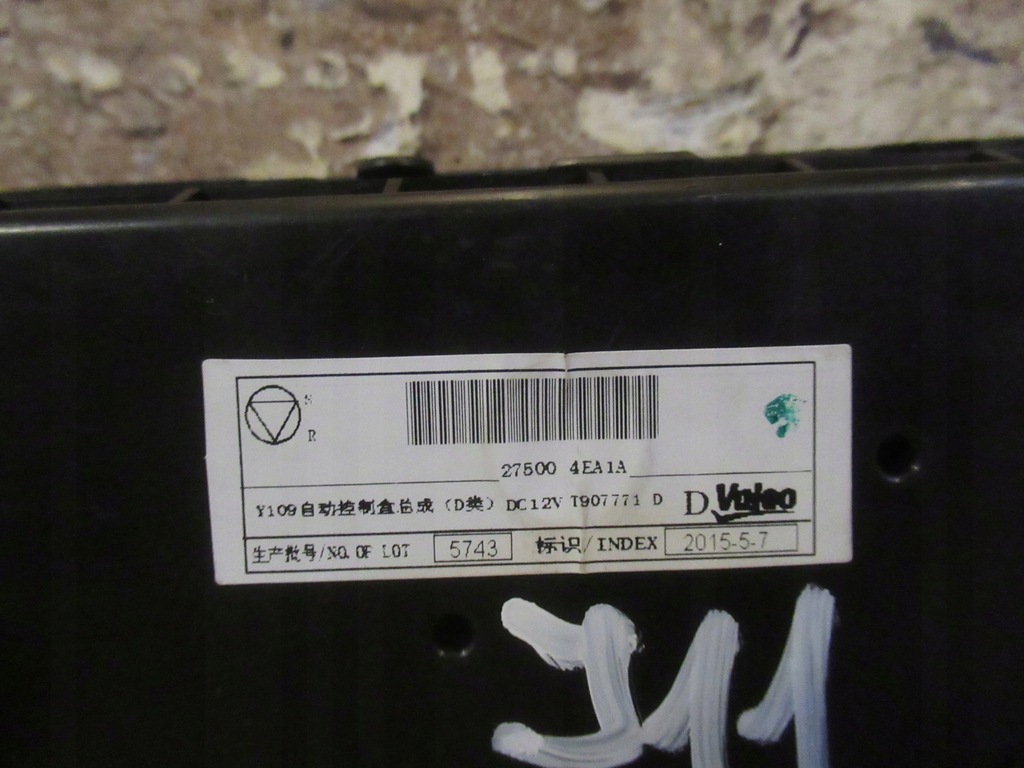 S
R
27500 4EA1A
Y109自动控制盒总成（D类）DC12V T907771 D D Valeo
生产批号/NO. OF LOT 5743 标识/INDEX 2015-5-7
J11